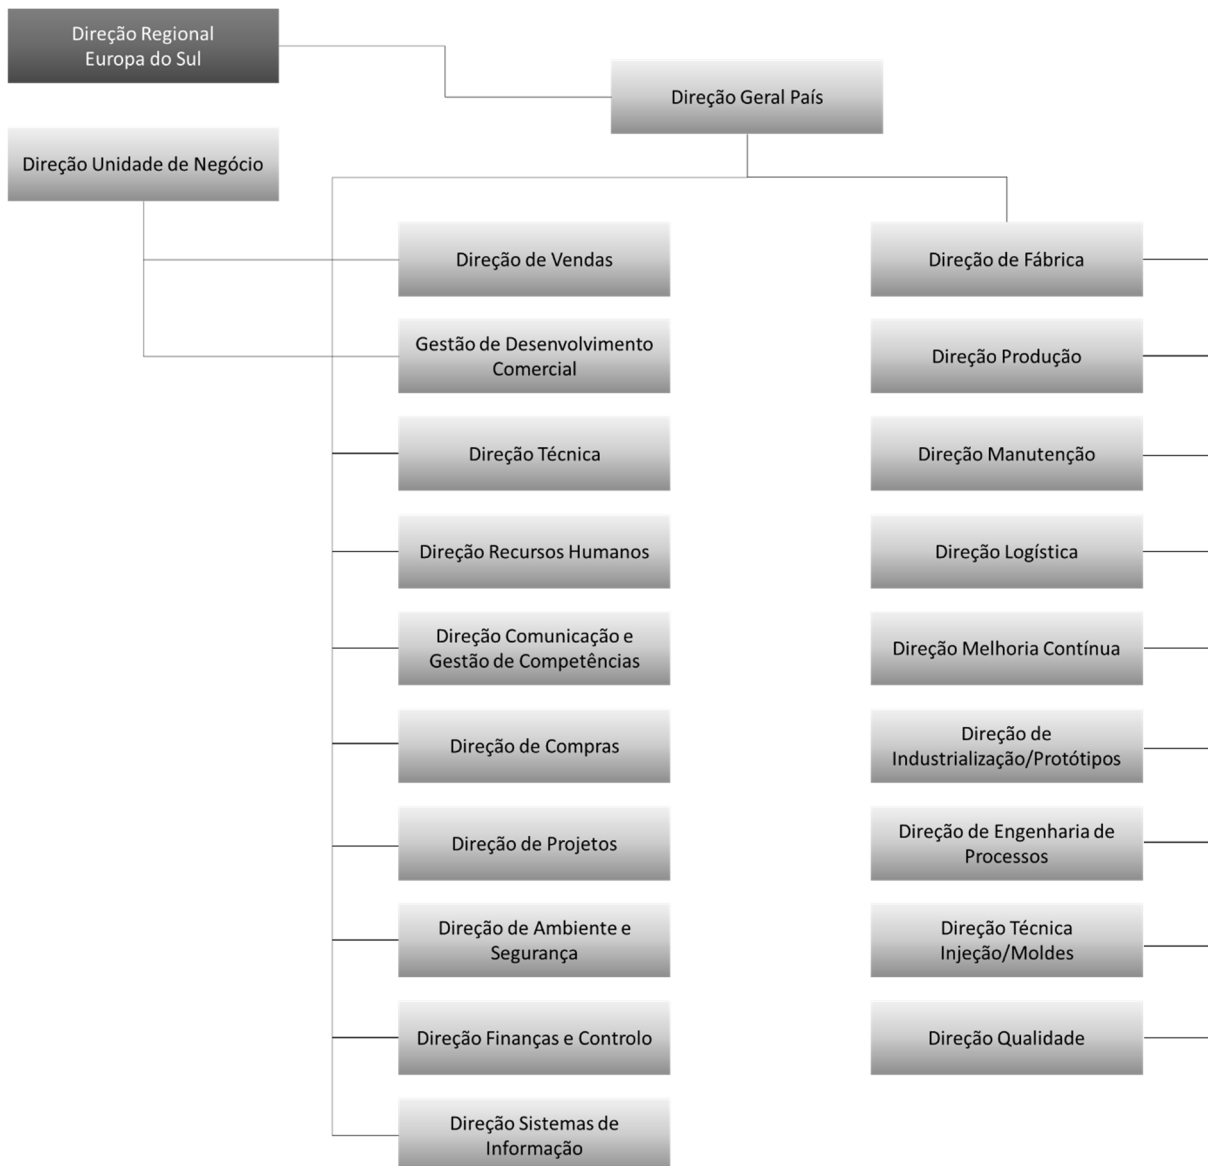 Direção Regional
Europa do Sul
Direção Geral País
Direção Unidade de Negócio
Direção de Vendas
Gestão de Desenvolvimento
Comercial
Direção Técnica
Direção Recursos Humanos
Direção Comunicação e
Gestão de Competências
Direção de Compras
Direção de Projetos
Direção de Ambiente e
Segurança
Direção Finanças e Controlo
Direção Sistemas de
Informação
Direção de Fábrica
Direção Produção
Direção Manutenção
Direção Logística
Direção Melhoria Contínua
Direção de
Industrialização/Protótipos
Direção de Engenharia de
Processos
Direção Técnica
Injeção/Moldes
Direção Qualidade